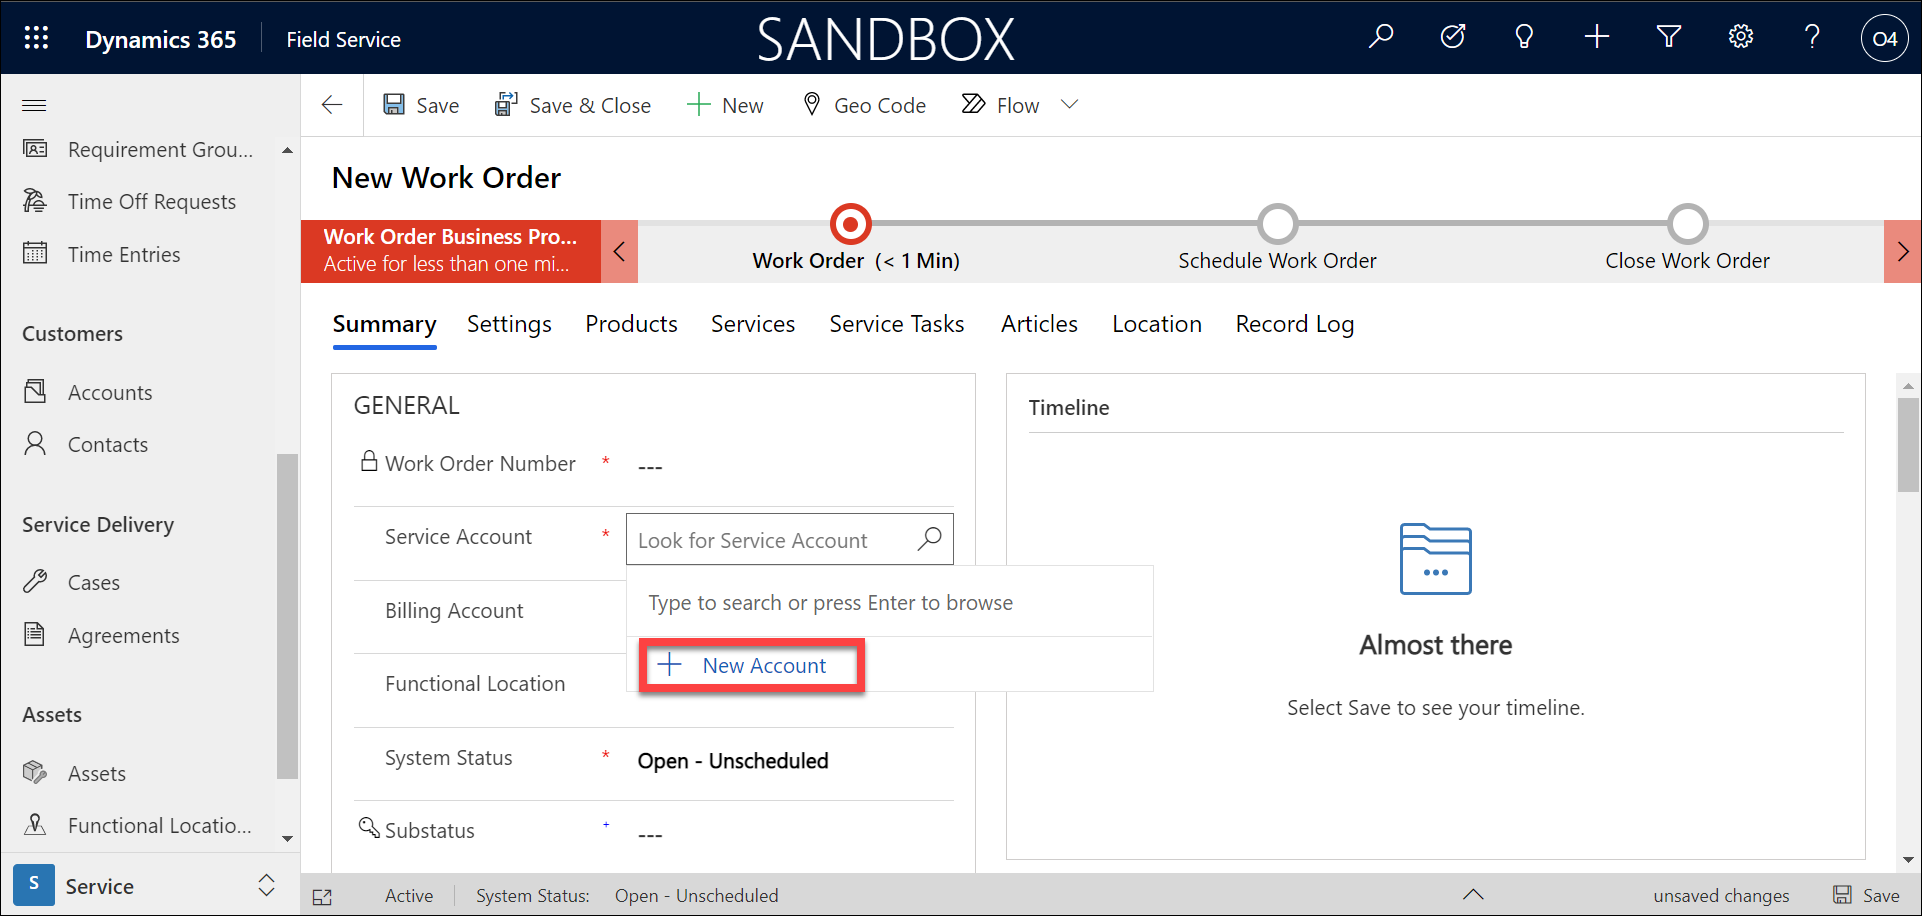 Dynamics 365
Field Service
SANDBOX
O4
Save
Save & Close
New
Geo Code
Flow
Requirement Grou...
Time Off Requests
Time Entries
Customers
Accounts
Contacts
Service Delivery
Cases
Agreements
Assets
Assets
Functional Locatio...
S
Service
New Work Order
Work Order Business Pro...
Active for less than one mi...
Work Order (< 1 Min)
Schedule Work Order
Close Work Order
Summary
Settings
Products
Services
Service Tasks
Articles
Location
Record Log
GENERAL
Work Order Number * ---
Service Account * Look for Service Account
Type to search or press Enter to browse
New Account
Billing Account
Functional Location
System Status * Open - Unscheduled
Substatus + ---
Timeline
Almost there
Select Save to see your timeline.
Active
System Status: Open - Unscheduled
unsaved changes
Save